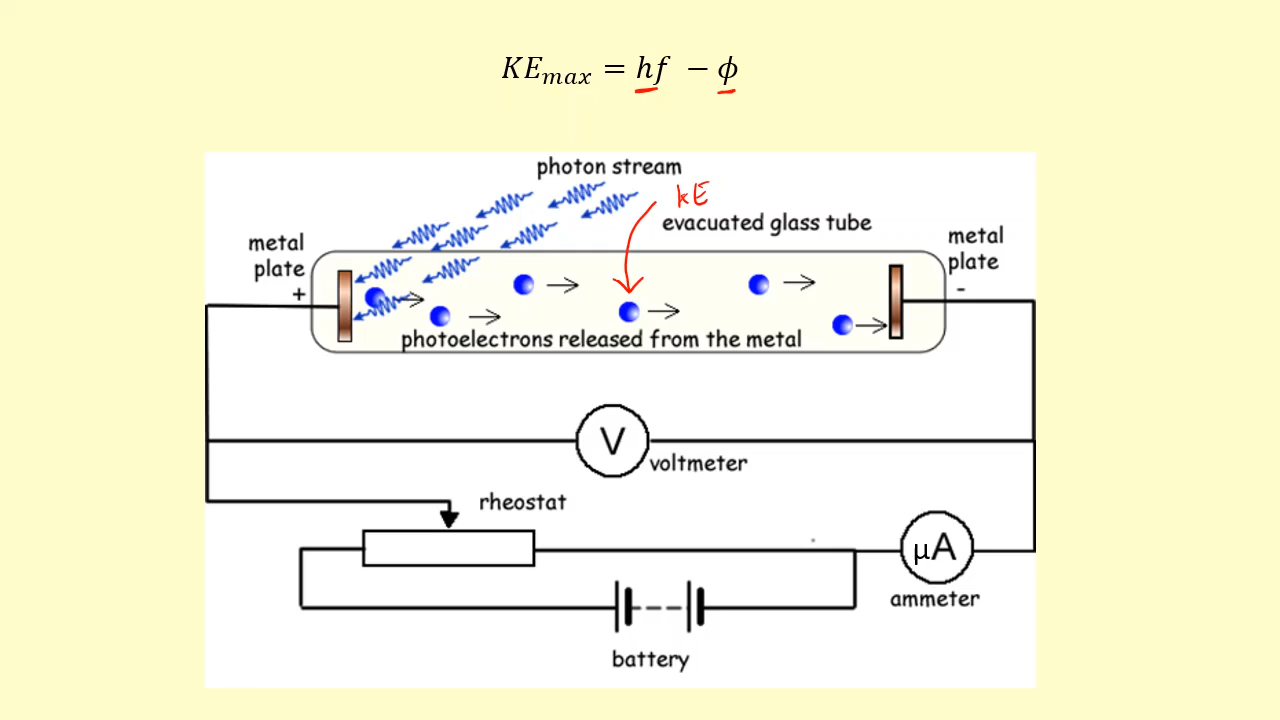 KEmax = hf − ϕ
photon stream
kE
evacuated glass tube
metal
plate
+
metal
plate
-
photoelectrons released from the metal
V
voltmeter
rheostat
μA
ammeter
battery